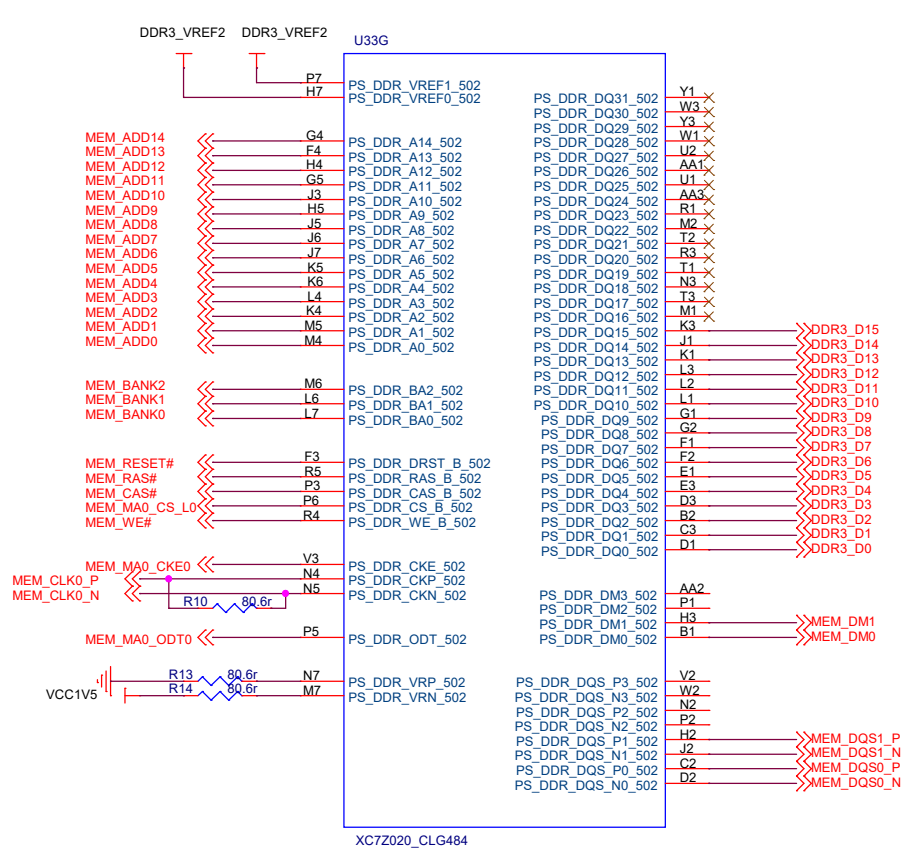 DDR3_VREF2 DDR3_VREF2
U33G
P7 PS_DDR_VREF1_502
H7 PS_DDR_VREF0_502
MEM_ADD14 G4 PS_DDR_A14_502
MEM_ADD13 F4 PS_DDR_A13_502
MEM_ADD12 H4 PS_DDR_A12_502
MEM_ADD11 G5 PS_DDR_A11_502
MEM_ADD10 J3 PS_DDR_A10_502
MEM_ADD9 H5 PS_DDR_A9_502
MEM_ADD8 J5 PS_DDR_A8_502
MEM_ADD7 J6 PS_DDR_A7_502
MEM_ADD6 J7 PS_DDR_A6_502
MEM_ADD5 K5 PS_DDR_A5_502
MEM_ADD4 K6 PS_DDR_A4_502
MEM_ADD3 L4 PS_DDR_A3_502
MEM_ADD2 K4 PS_DDR_A2_502
MEM_ADD1 M5 PS_DDR_A1_502
MEM_ADD0 M4 PS_DDR_A0_502
MEM_BANK2 M6 PS_DDR_BA2_502
MEM_BANK1 L6 PS_DDR_BA1_502
MEM_BANK0 L7 PS_DDR_BA0_502
MEM_RESET# F3 PS_DDR_DRST_B_502
MEM_RAS# R5 PS_DDR_RAS_B_502
MEM_CAS# P3 PS_DDR_CAS_B_502
MEM_MA0_CS_L0 P6 PS_DDR_CS_B_502
MEM_WE# R4 PS_DDR_WE_B_502
MEM_MA0_CKE0 V3 PS_DDR_CKE_502
MEM_CLK0_P N4 PS_DDR_CKP_502
MEM_CLK0_N N5 PS_DDR_CKN_502
R10 80.6r
MEM_MA0_ODT0 P5 PS_DDR_ODT_502
R13 80.6r N7 PS_DDR_VRP_502
VCC1V5 R14 80.6r M7 PS_DDR_VRN_502
PS_DDR_DQ31_502 Y1
PS_DDR_DQ30_502 W3
PS_DDR_DQ29_502 Y3
PS_DDR_DQ28_502 W1
PS_DDR_DQ27_502 U2
PS_DDR_DQ26_502 AA1
PS_DDR_DQ25_502 U1
PS_DDR_DQ24_502 AA3
PS_DDR_DQ23_502 R1
PS_DDR_DQ22_502 M2
PS_DDR_DQ21_502 T2
PS_DDR_DQ20_502 R3
PS_DDR_DQ19_502 T1
PS_DDR_DQ18_502 N3
PS_DDR_DQ17_502 T3
PS_DDR_DQ16_502 M1
PS_DDR_DQ15_502 K3 DDR3_D15
PS_DDR_DQ14_502 J1 DDR3_D14
PS_DDR_DQ13_502 K1 DDR3_D13
PS_DDR_DQ12_502 L3 DDR3_D12
PS_DDR_DQ11_502 L2 DDR3_D11
PS_DDR_DQ10_502 L1 DDR3_D10
PS_DDR_DQ9_502 G1 DDR3_D9
PS_DDR_DQ8_502 G2 DDR3_D8
PS_DDR_DQ7_502 F1 DDR3_D7
PS_DDR_DQ6_502 F2 DDR3_D6
PS_DDR_DQ5_502 E1 DDR3_D5
PS_DDR_DQ4_502 E3 DDR3_D4
PS_DDR_DQ3_502 D3 DDR3_D3
PS_DDR_DQ2_502 B2 DDR3_D2
PS_DDR_DQ1_502 C3 DDR3_D1
PS_DDR_DQ0_502 D1 DDR3_D0
PS_DDR_DM3_502 AA2
PS_DDR_DM2_502 P1
PS_DDR_DM1_502 H3 MEM_DM1
PS_DDR_DM0_502 B1 MEM_DM0
PS_DDR_DQS_P3_502 V2
PS_DDR_DQS_N3_502 W2
PS_DDR_DQS_P2_502 N2
PS_DDR_DQS_N2_502 P2
PS_DDR_DQS_P1_502 H2 MEM_DQS1_P
PS_DDR_DQS_N1_502 J2 MEM_DQS1_N
PS_DDR_DQS_P0_502 C2 MEM_DQS0_P
PS_DDR_DQS_N0_502 D2 MEM_DQS0_N
XC7Z020_CLG484